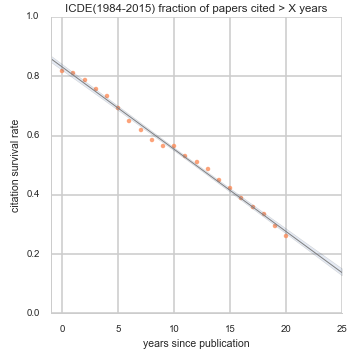 ICDE(1984-2015) fraction of papers cited > X years
1.0
0.8
0.6
0.4
0.2
0.0
citation survival rate
0 5 10 15 20 25
years since publication